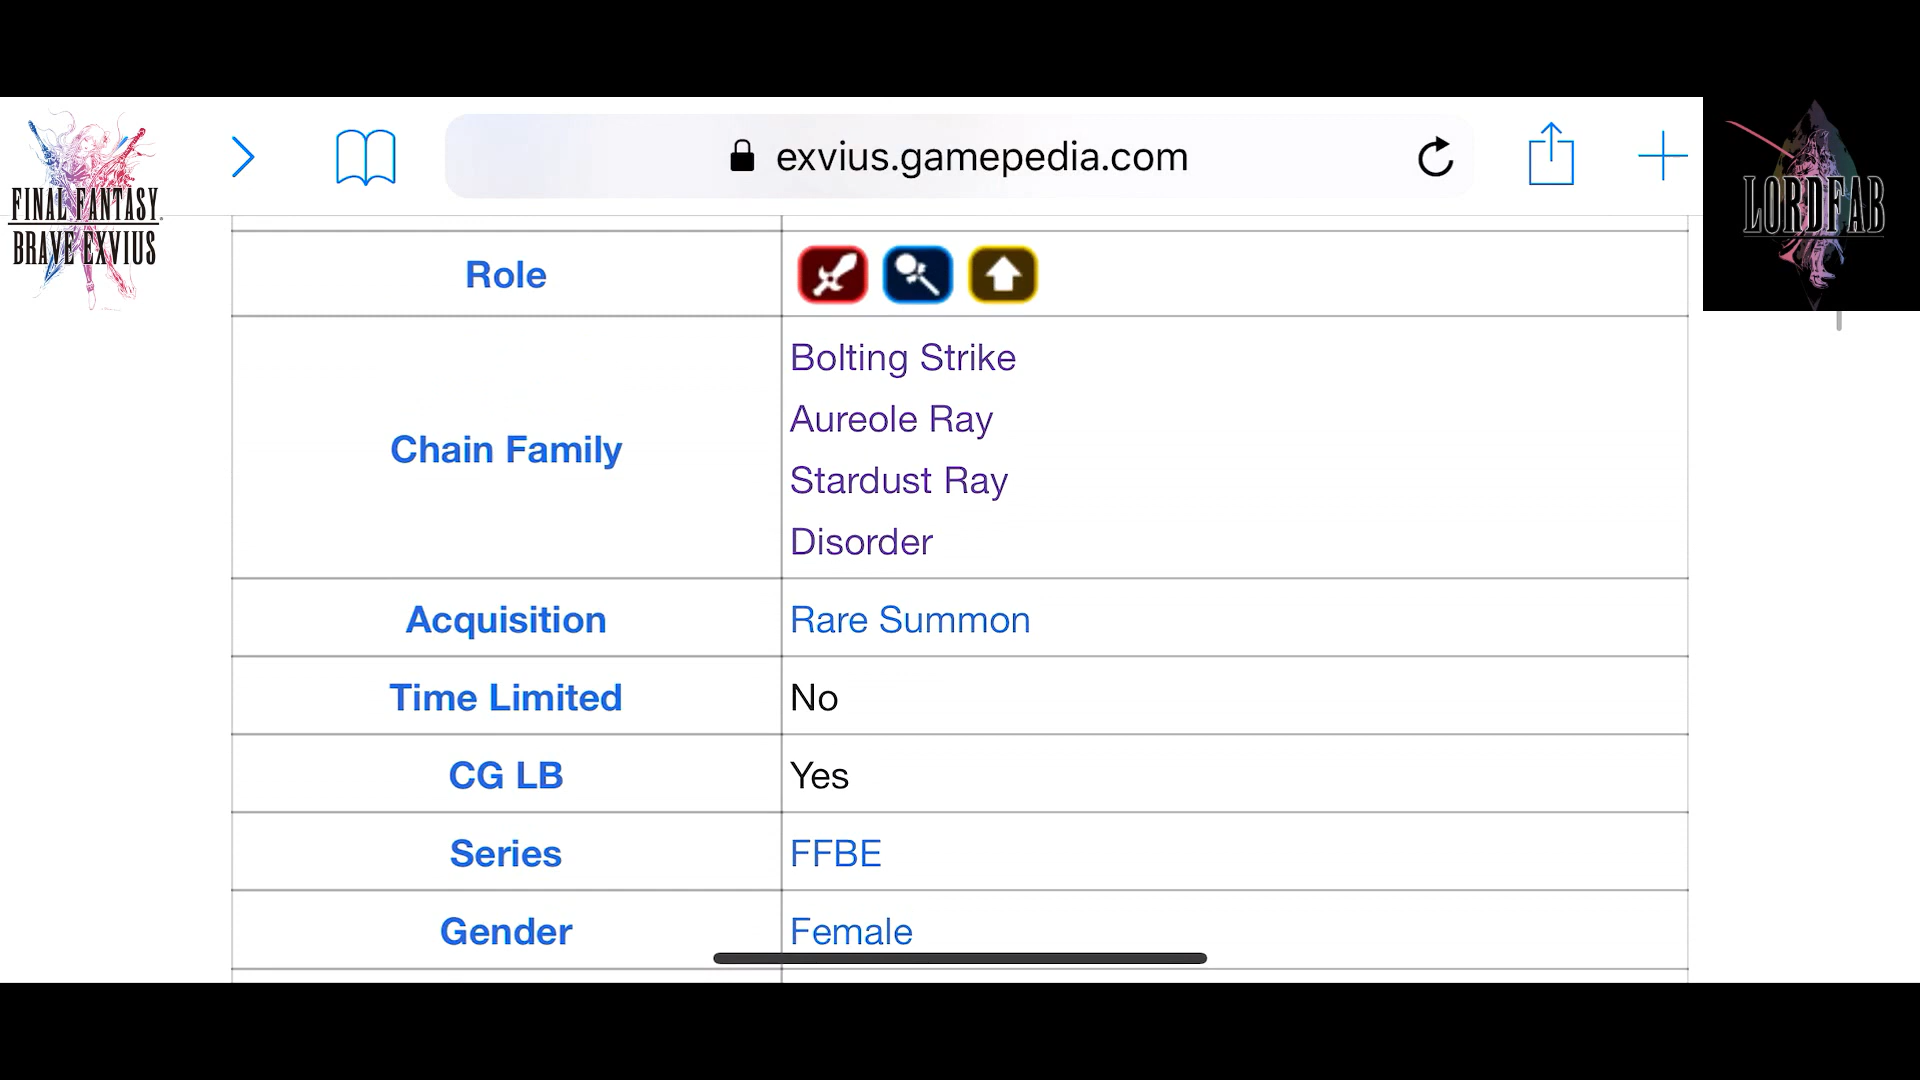 FINAL FANTASY
BRAVE EXVIUS
exvius.gamepedia.com
LORDFAB
Role
Chain Family
Bolting Strike
Aureole Ray
Stardust Ray
Disorder
Acquisition
Rare Summon
Time Limited
No
CG LB
Yes
Series
FFBE
Gender
Female